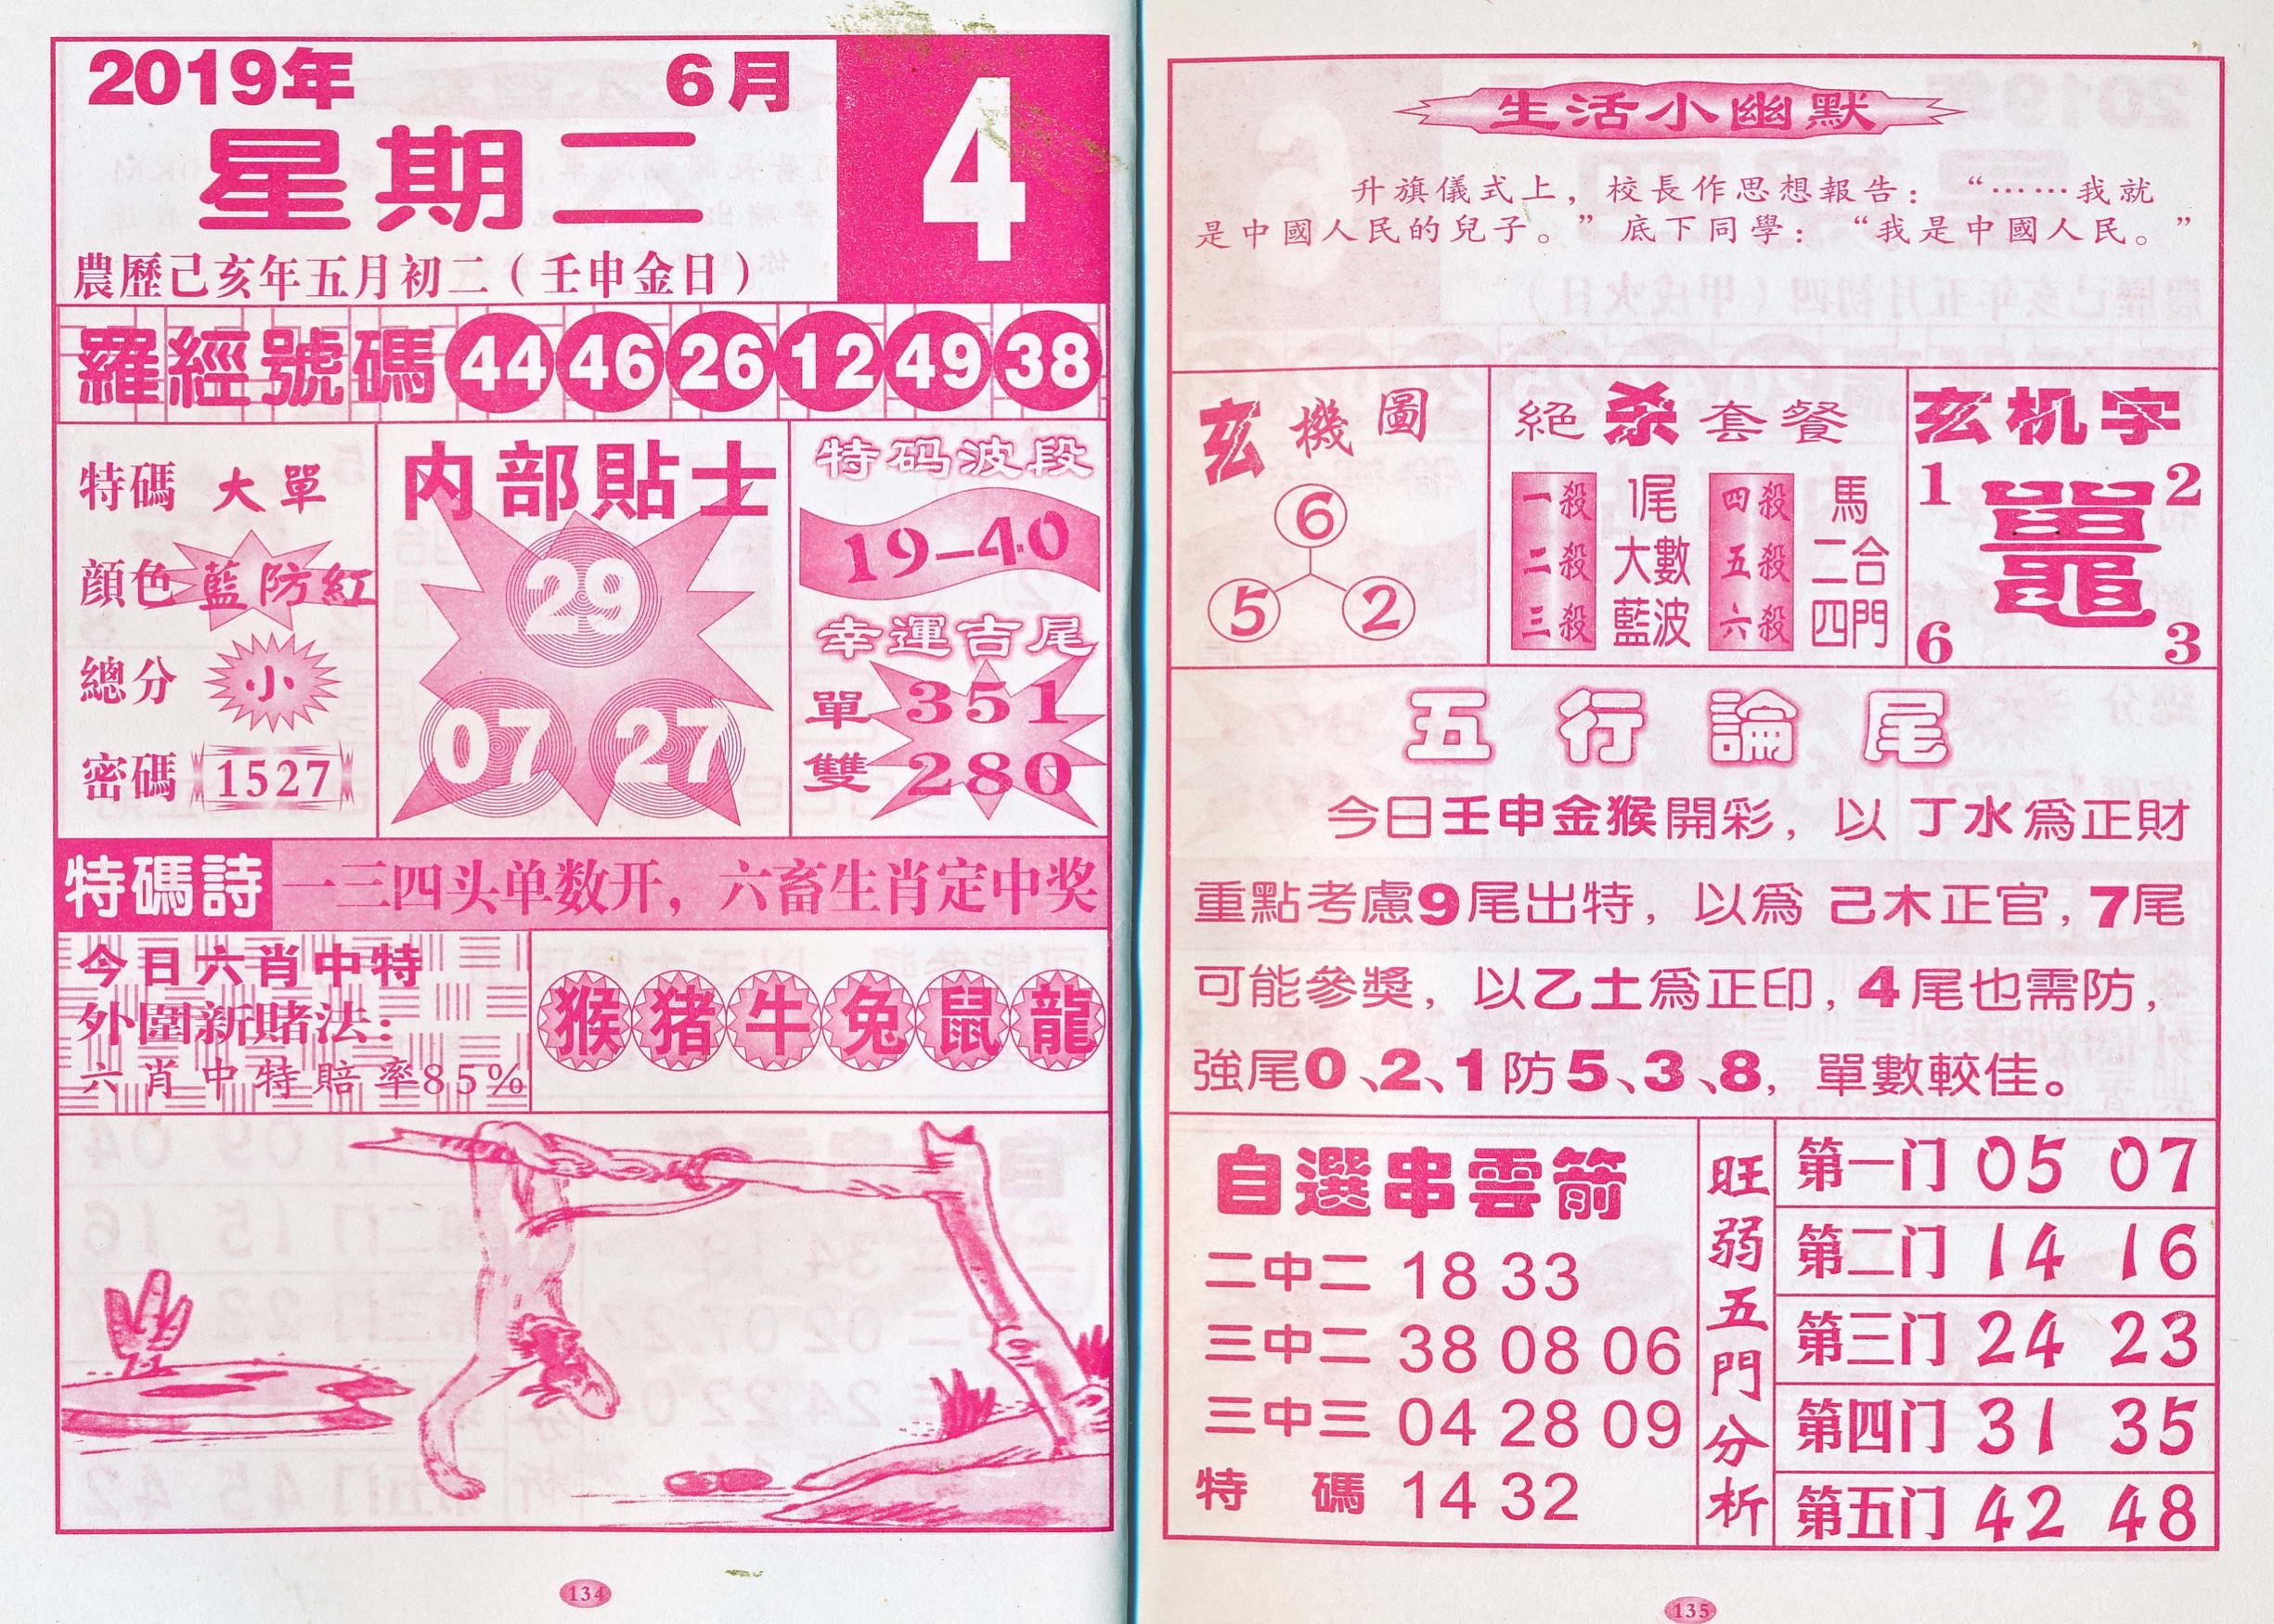 2019年 6月
4
星期二
農歷己亥年五月初二（壬申金日）
羅經號碼 44 46 26 12 49 38
特碼 大單
顔色 藍防紅
總分 小
密碼 1527
内部貼士
29
07 27
特码波段
19—40
幸運吉尾
單 351
雙 280
特碼詩 一三四头单数开，六畜生肖定中奖
今日六肖中特
外圍新賭法：
六肖中特賠率85%
猴 猪 牛 兔 鼠 龍
134
生活小幽默
升旗儀式上，校長作思想報告：“……我就
是中國人民的兒子。”底下同學：“我是中國人民。”
玄機圖
6
5 2
絕杀套餐
一殺 1尾 四殺 馬
二殺 大數 五殺 二合
三殺 藍波 六殺 四門
玄机字
1 2
6 3
五行論尾
今日壬申金猴開彩，以 丁水爲正財
重點考慮9尾出特，以爲 己木正官，7尾
可能參獎，以乙土爲正印，4尾也需防，
強尾0、2、1防5、3、8，單數較佳。
自選串雲箭
二中二 18 33
三中二 38 08 06
三中三 04 28 09
特碼 14 32
旺弱五門分析
第一门 05 07
第二门 14 16
第三门 24 23
第四门 31 35
第五门 42 48
135